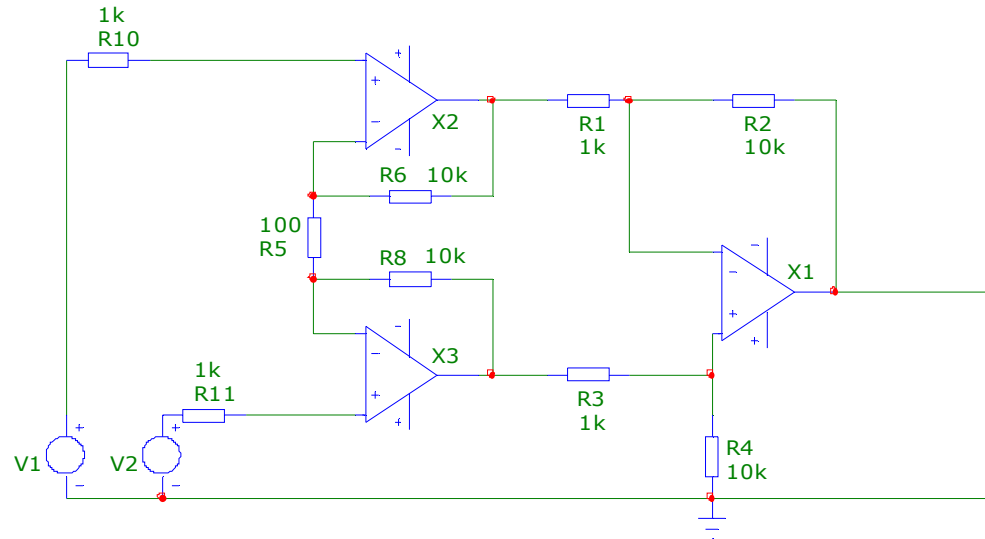 1k
R10
+
+
−
−
X2
R1
1k
R2
10k
R6 10k
100
R5
R8 10k
−
−
+
+
X3
−
−
+
+
X1
1k
R11
R3
1k
V1
+
−
V2
+
−
R4
10k